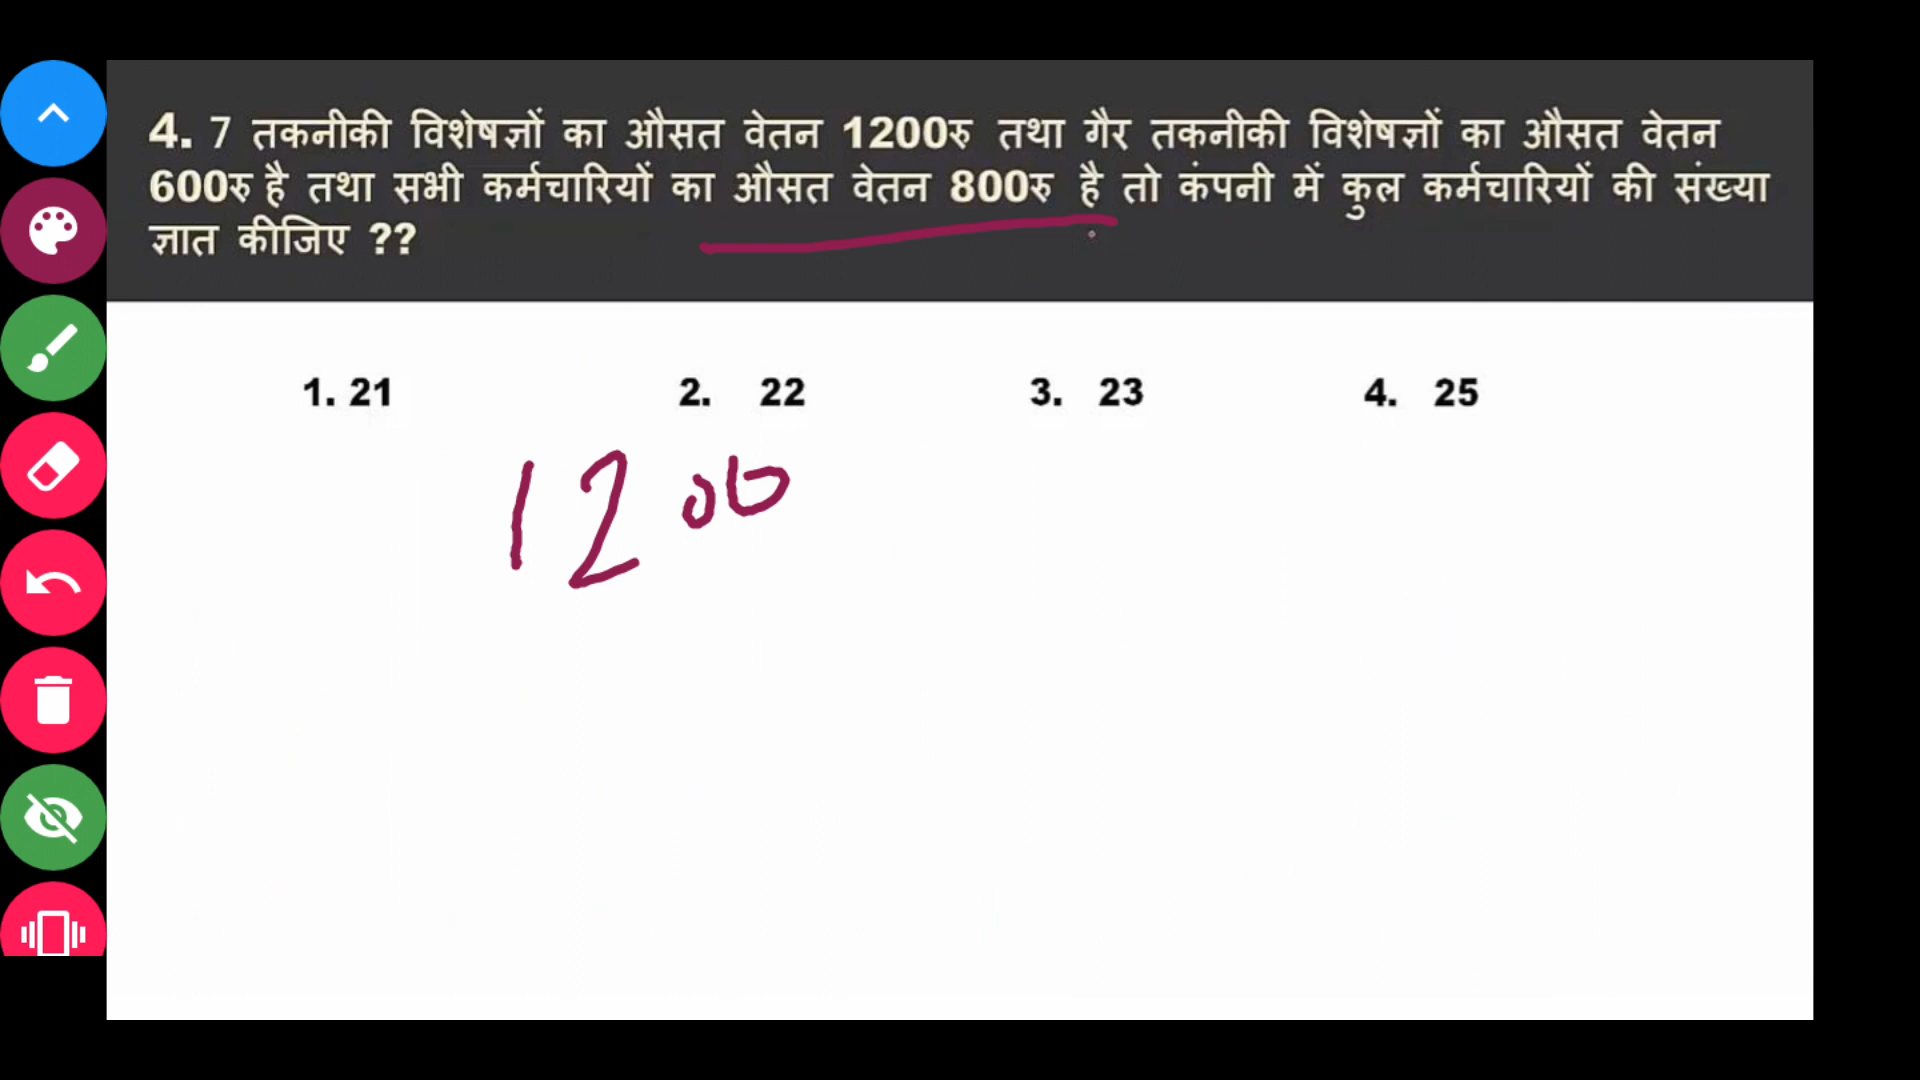 4. 7 तकनीकी विशेषज्ञों का औसत वेतन 1200रु तथा गैर तकनीकी विशेषज्ञों का औसत वेतन
600रु है तथा सभी कर्मचारियों का औसत वेतन 800रु है तो कंपनी में कुल कर्मचारियों की संख्या
ज्ञात कीजिए ??
1. 21 2. 22 3. 23 4. 25
1200